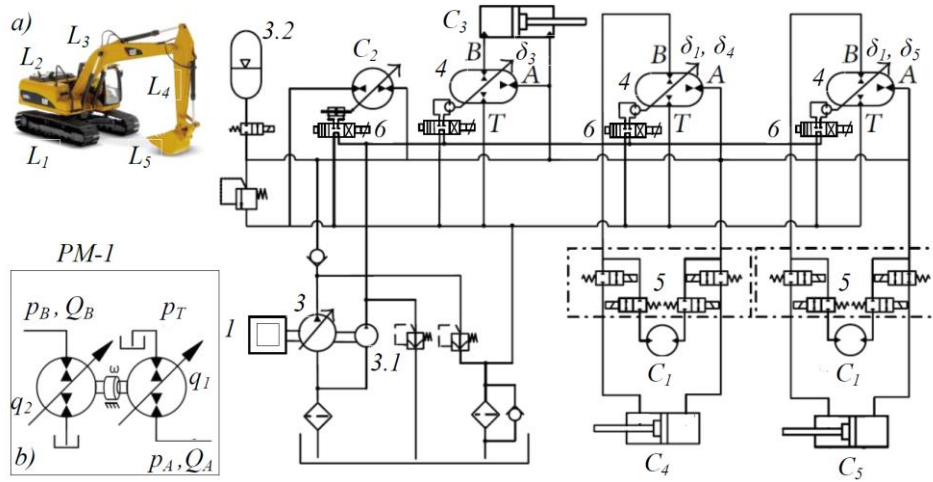 a)
L3
3.2
L2
L4
L1
L5
C2
6
C3
B
δ3
4
A
T
B
δ1, δ4
4
A
6
T
B
δ1, δ5
4
A
6
T
1
3
3.1
5
C1
C4
5
C1
C5
PM-1
pB, QB
pT
ω
q2
q1
b)
pA, QA